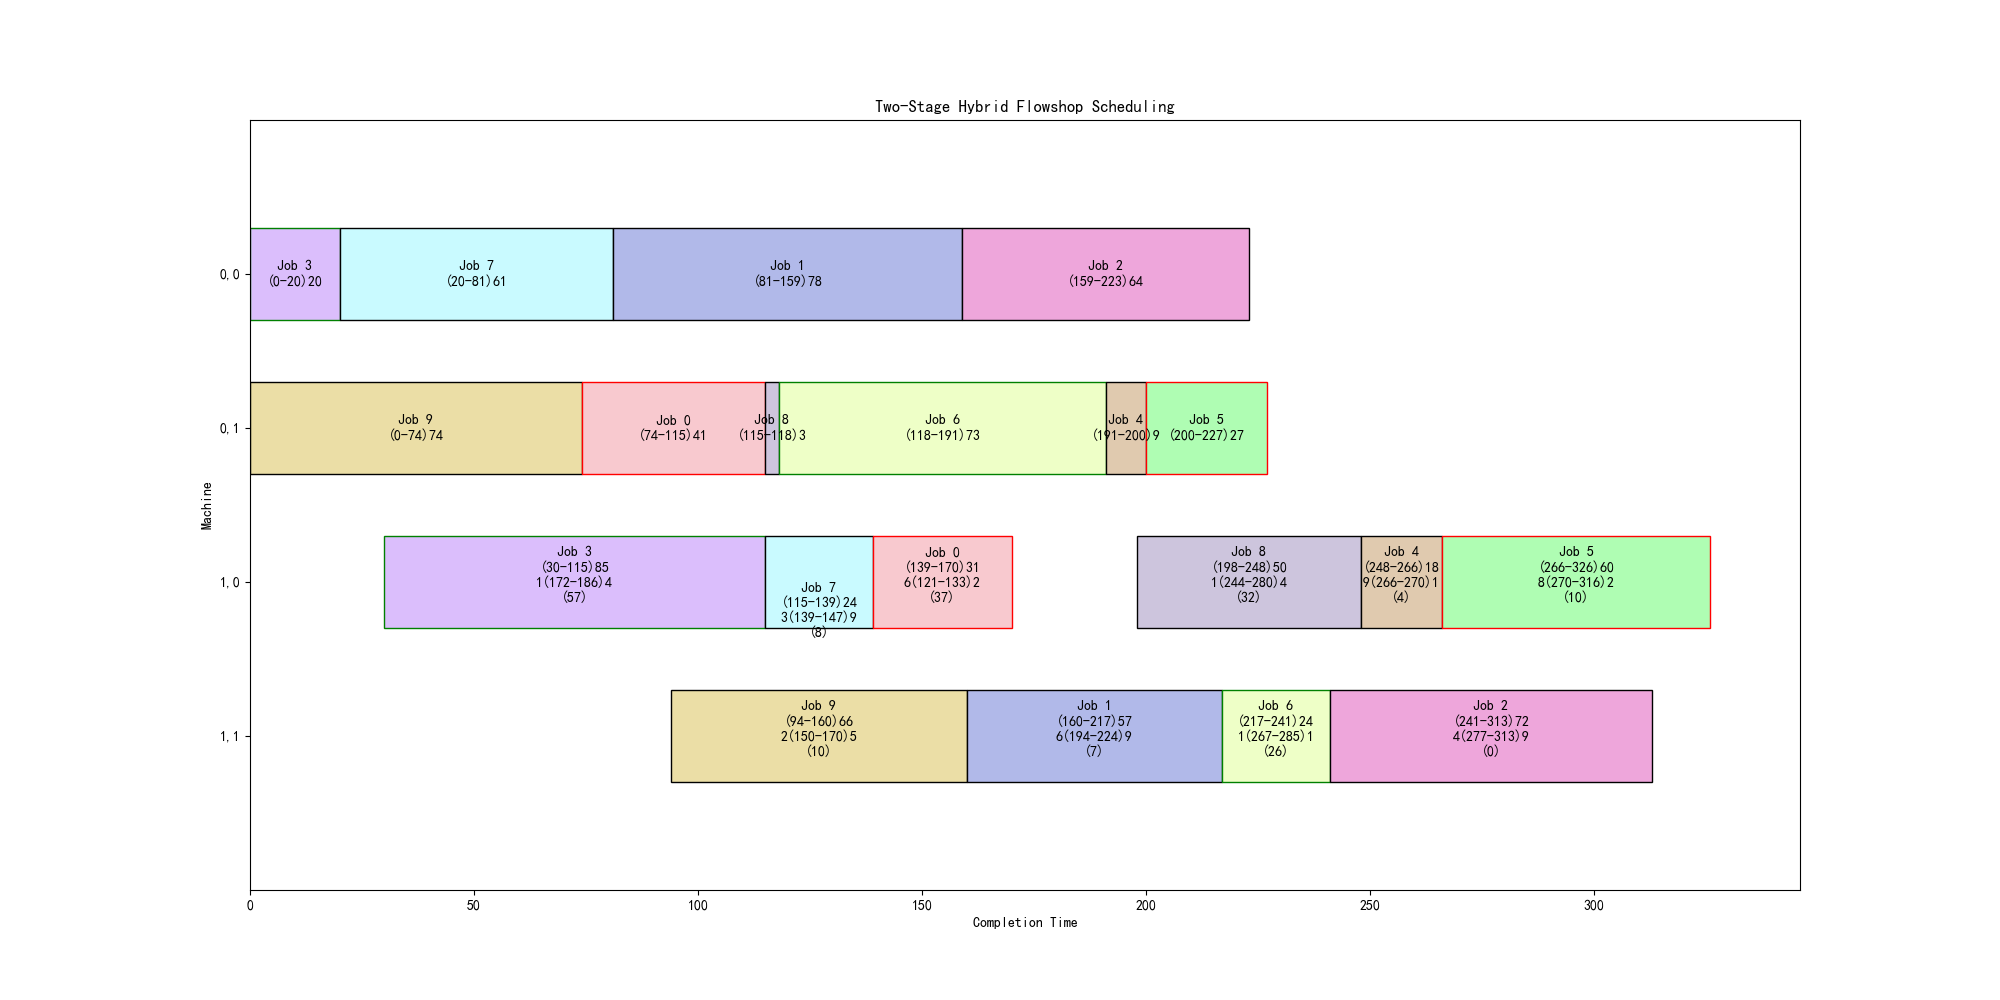 Two-Stage Hybrid Flowshop Scheduling
Machine
0,0
Job 3
(0-20)20
Job 7
(20-81)61
Job 1
(81-159)78
Job 2
(159-223)64
0,1
Job 9
(0-74)74
Job 0
(74-115)41
Job 8
(115-118)3
Job 6
(118-191)73
Job 4
(191-200)9
Job 5
(200-227)27
1,0
Job 3
(30-115)85
1(172-186)4
(57)
Job 7
(115-139)24
3(139-147)9
(8)
Job 0
(139-170)31
6(121-133)2
(37)
Job 8
(198-248)50
1(244-280)4
(32)
Job 4
(248-266)18
9(266-270)1
(4)
Job 5
(266-326)60
8(270-316)2
(10)
1,1
Job 9
(94-160)66
2(150-170)5
(10)
Job 1
(160-217)57
6(194-224)9
(7)
Job 6
(217-241)24
1(267-285)1
(26)
Job 2
(241-313)72
4(277-313)9
(0)
0
50
100
150
200
250
300
Completion Time